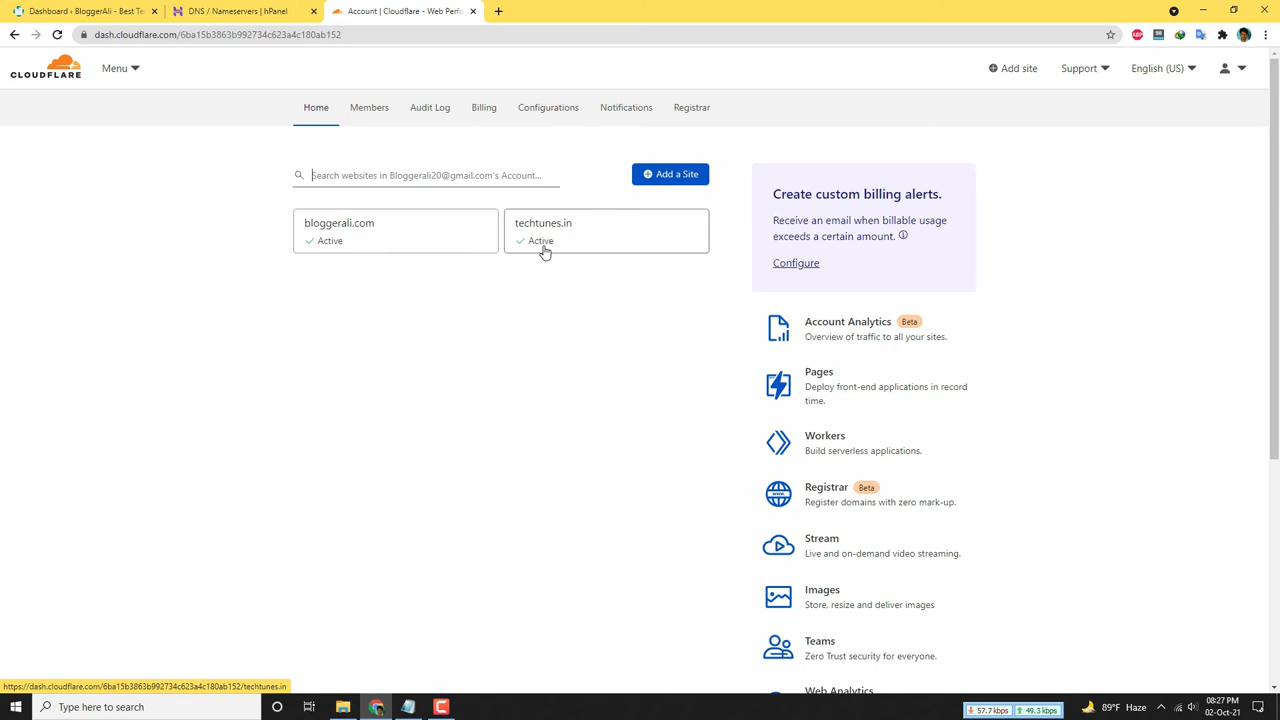 Dashboard ‹ BloggerAli - Best Te
DNS / Nameservers | hPanel
Account | Cloudflare - Web Perfo
dash.cloudflare.com/6ba15b3863b992734c623a4c180ab152
ABP
CLOUDFLARE
Menu
Add site
Support
English (US)
Home
Members
Audit Log
Billing
Configurations
Notifications
Registrar
Search websites in Bloggerali20@gmail.com's Account...
Add a Site
bloggerali.com
Active
techtunes.in
Active
Create custom billing alerts.
Receive an email when billable usage
exceeds a certain amount.
Configure
Account Analytics Beta
Overview of traffic to all your sites.
Pages
Deploy front-end applications in record
time.
Workers
Build serverless applications.
www
Registrar Beta
Register domains with zero mark-up.
Stream
Live and on-demand video streaming.
Images
Store, resize and deliver images
Teams
Zero Trust security for everyone.
Web Analytics
https://dash.cloudflare.com/6ba15b3863b992734c623a4c180ab152/techtunes.in
Type here to search
57.7 kbps
49.3 kbps
89°F Haze
08:27 PM
02-Oct-21